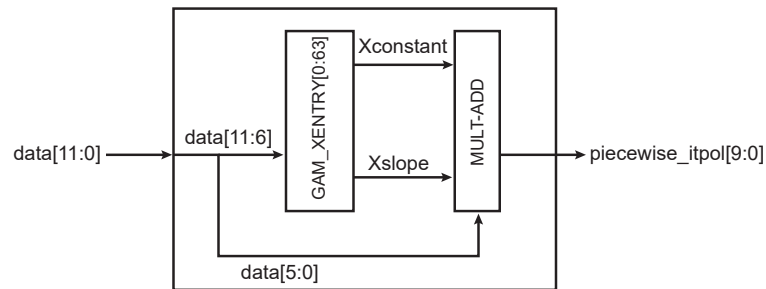 Xconstant
GAM_XENTRY[0:63]
MULT-ADD
data[11:6]
data[11:0]
Xslope
piecewise_itpol[9:0]
data[5:0]